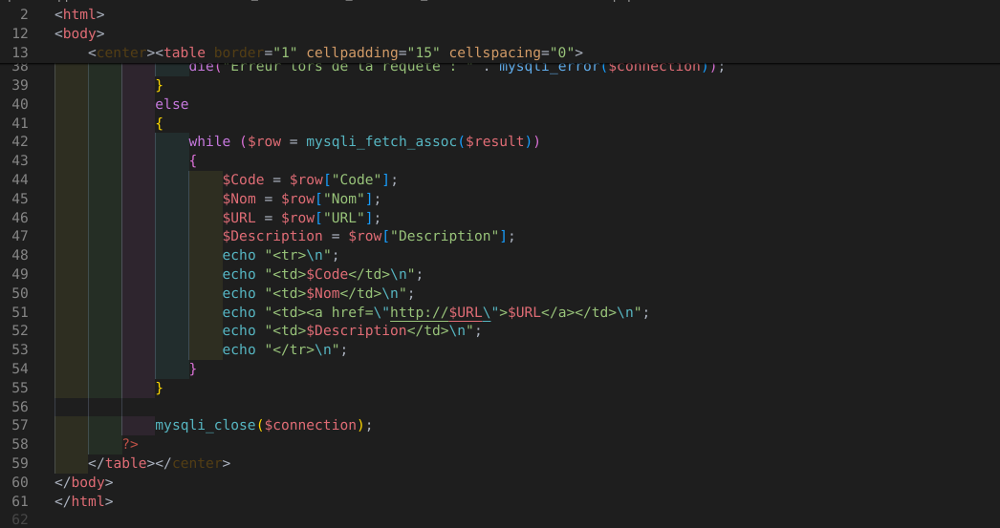 2 <html>
12 <body>
13 <center><table border="1" cellpadding="15" cellspacing="0">
38 die("Erreur lors de la requête : " . mysqli_error($connection));
39 }
40 else
41 {
42 while ($row = mysqli_fetch_assoc($result))
43 {
44 $Code = $row["Code"];
45 $Nom = $row["Nom"];
46 $URL = $row["URL"];
47 $Description = $row["Description"];
48 echo "<tr>\n";
49 echo "<td>$Code</td>\n";
50 echo "<td>$Nom</td>\n";
51 echo "<td><a href=\"http://$URL\">$URL</a></td>\n";
52 echo "<td>$Description</td>\n";
53 echo "</tr>\n";
54 }
55 }
56
57 mysqli_close($connection);
58 ?>
59 </table></center>
60 </body>
61 </html>
62